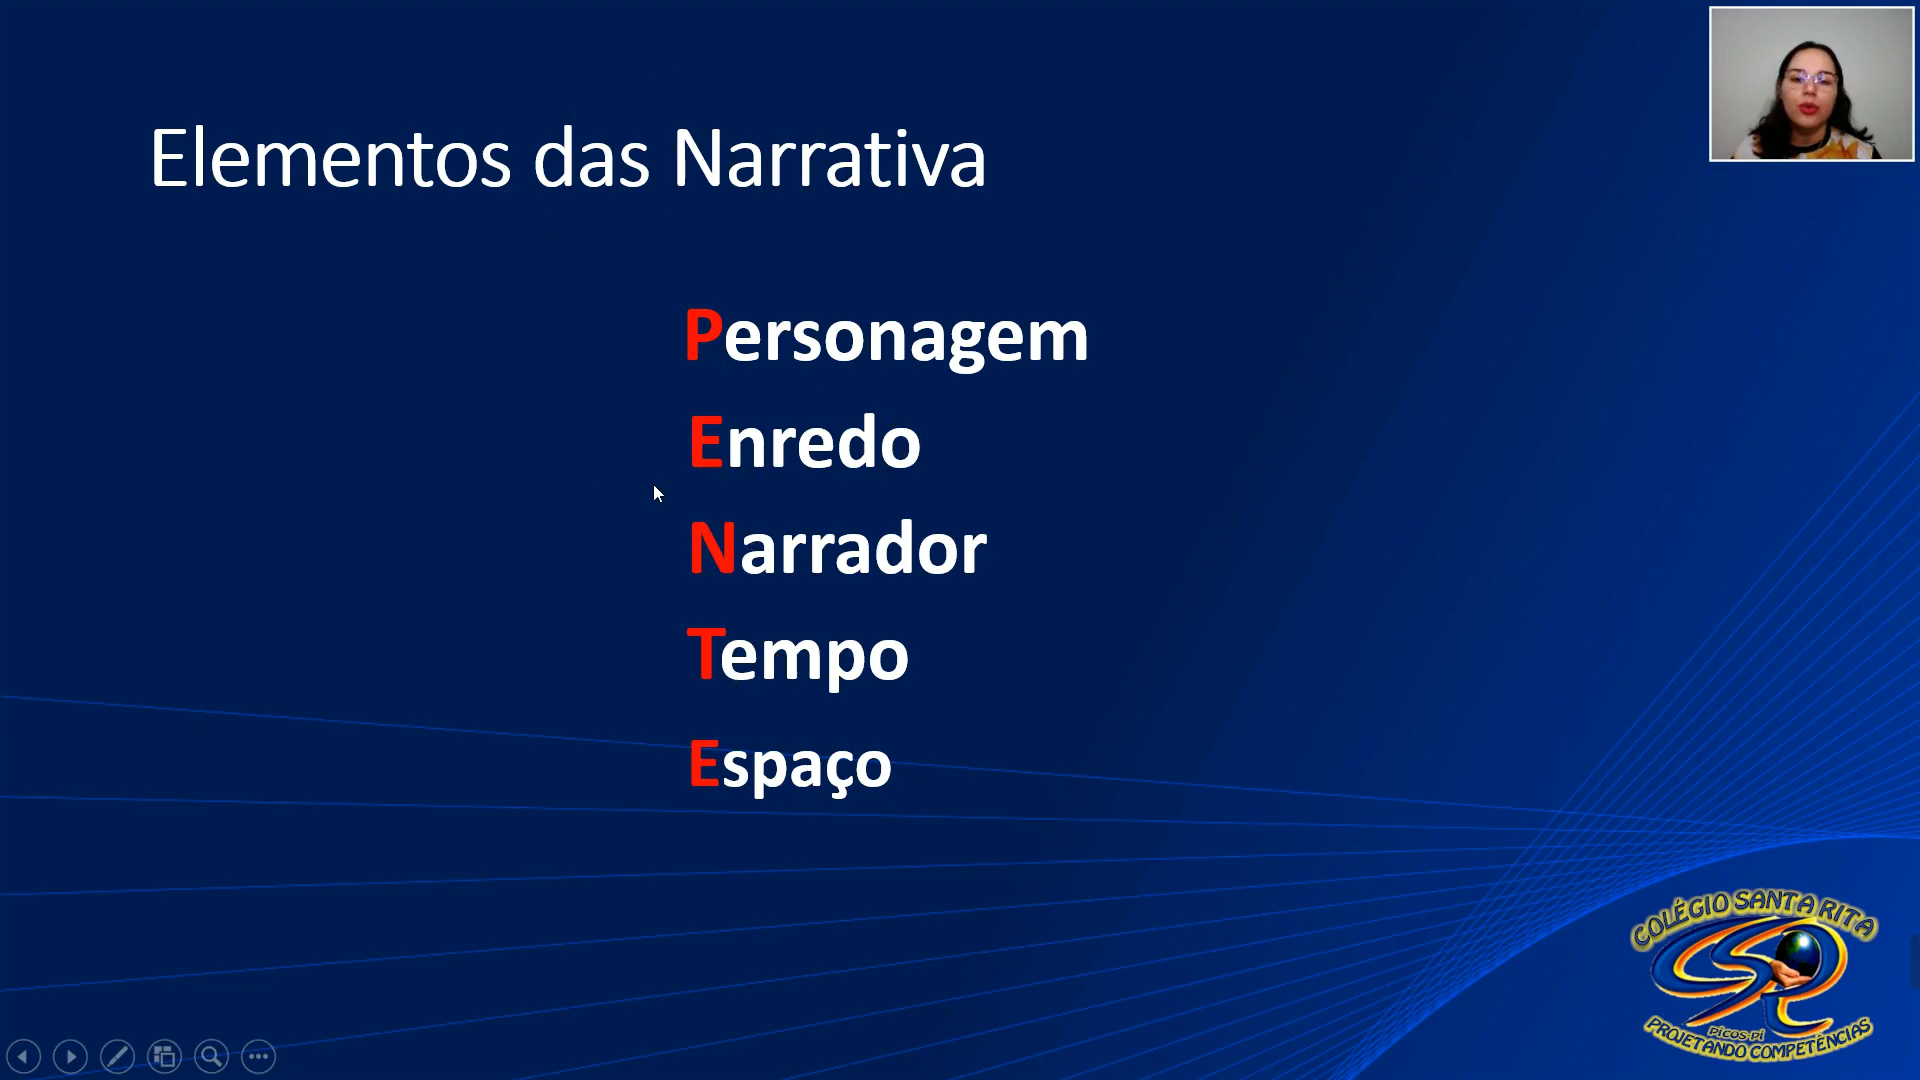 Elementos das Narrativa
Personagem
Enredo
Narrador
Tempo
Espaço
COLÉGIO SANTA RITA
PICOS-PI
PROJETANDO COMPETÊNCIAS